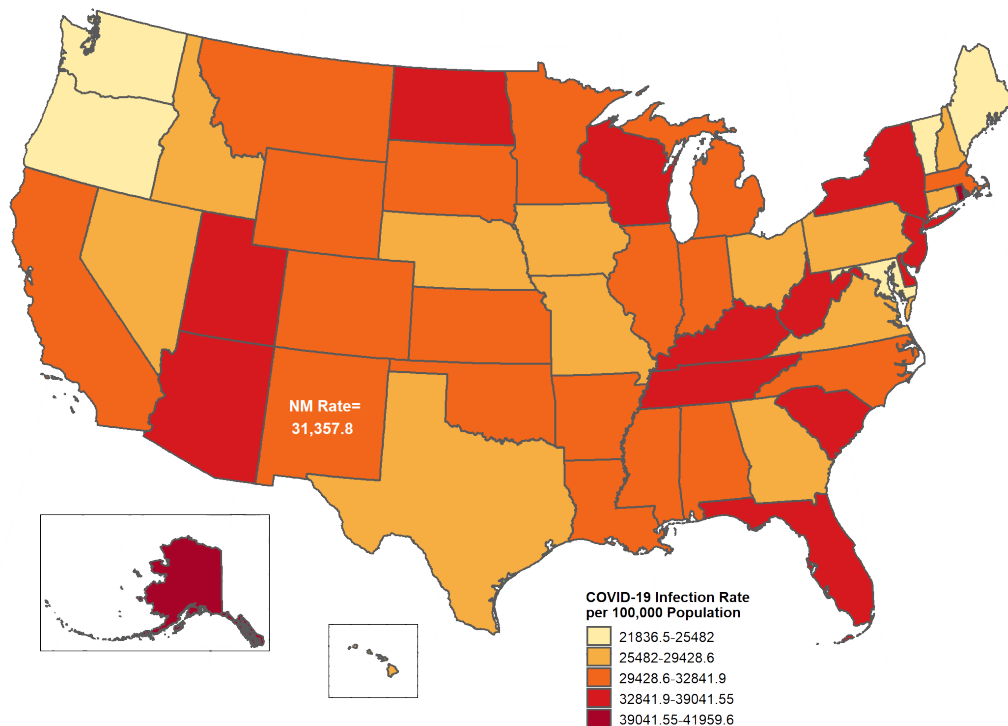 NM Rate=
31,357.8
COVID-19 Infection Rate
per 100,000 Population
21836.5-25482
25482-29428.6
29428.6-32841.9
32841.9-39041.55
39041.55-41959.6